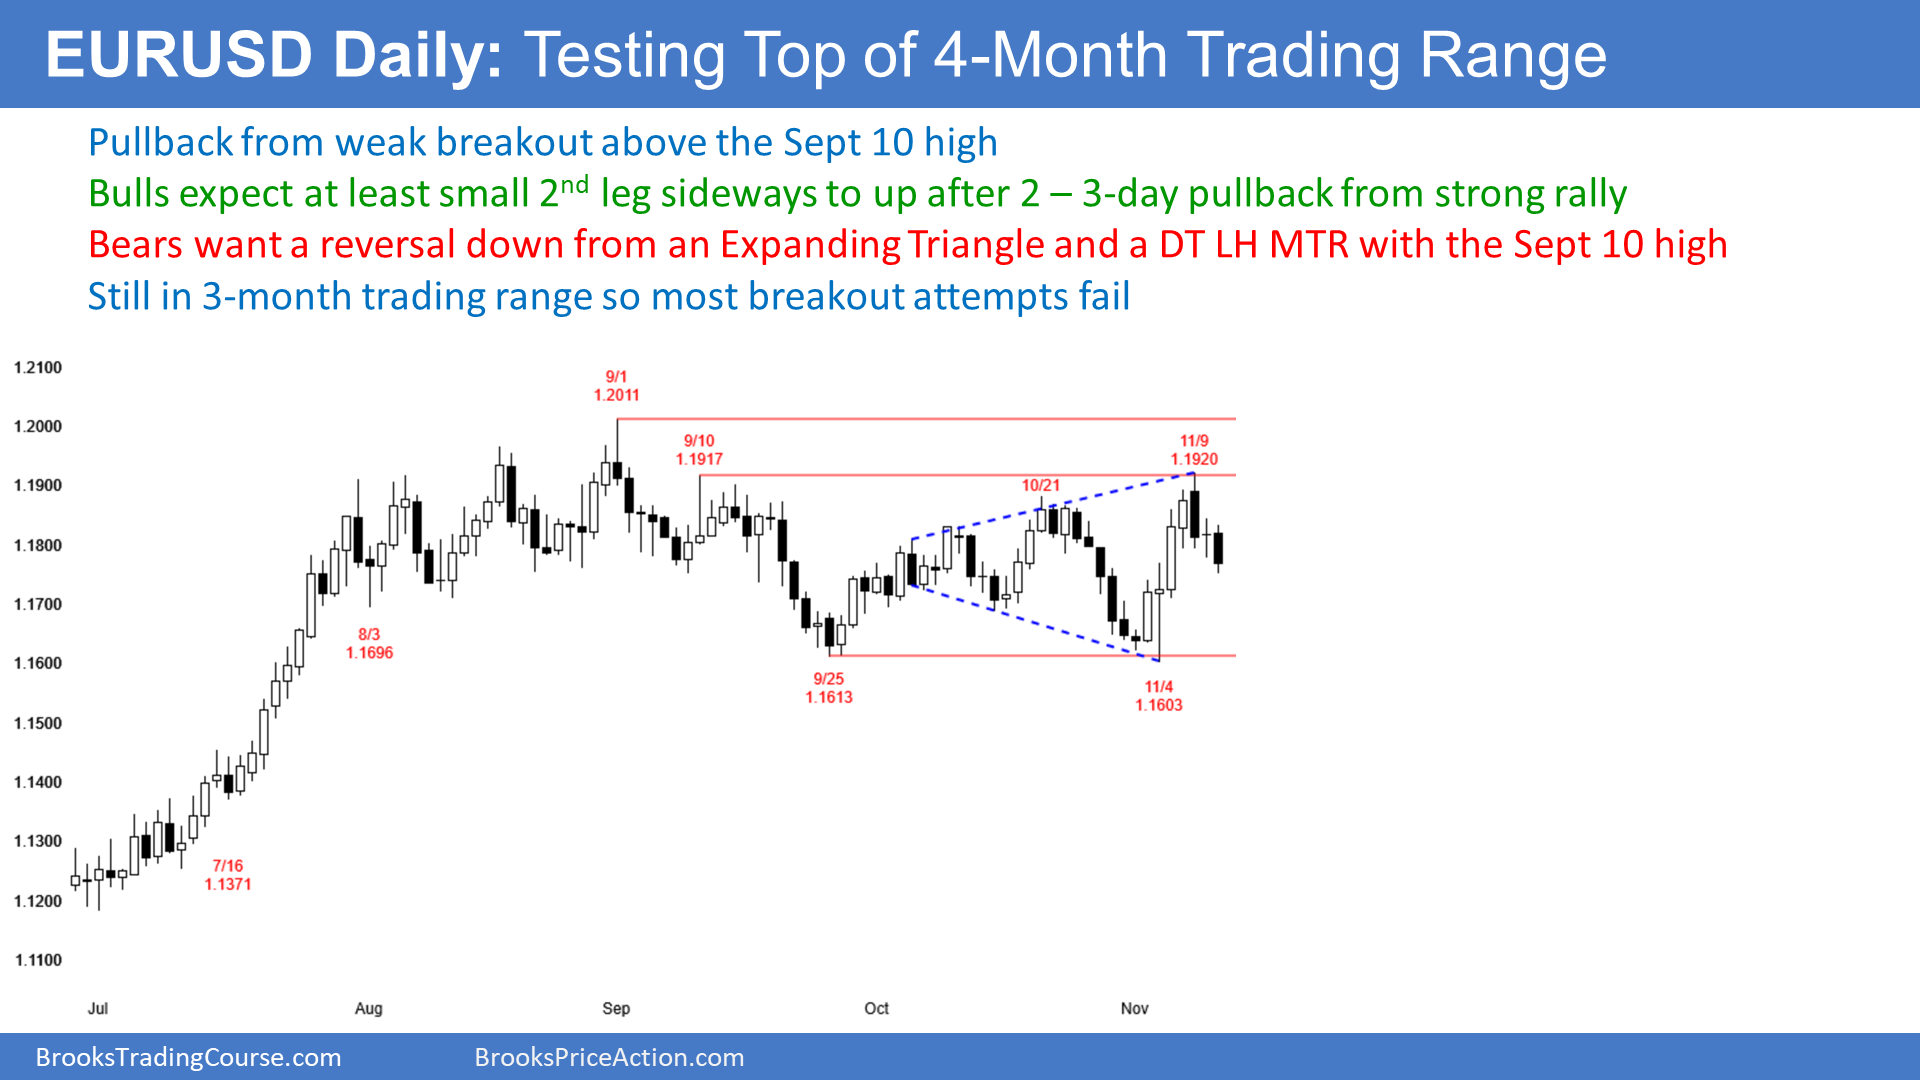 EURUSD Daily: Testing Top of 4-Month Trading Range
Pullback from weak breakout above the Sept 10 high
Bulls expect at least small 2nd leg sideways to up after 2 – 3-day pullback from strong rally
Bears want a reversal down from an Expanding Triangle and a DT LH MTR with the Sept 10 high
Still in 3-month trading range so most breakout attempts fail
1.2100
1.2000
1.1900
1.1800
1.1700
1.1600
1.1500
1.1400
1.1300
1.1200
1.1100
9/1
1.2011
9/10
1.1917
11/9
1.1920
10/21
8/3
1.1696
9/25
1.1613
11/4
1.1603
7/16
1.1371
Jul
Aug
Sep
Oct
Nov
BrooksTradingCourse.com
BrooksPriceAction.com